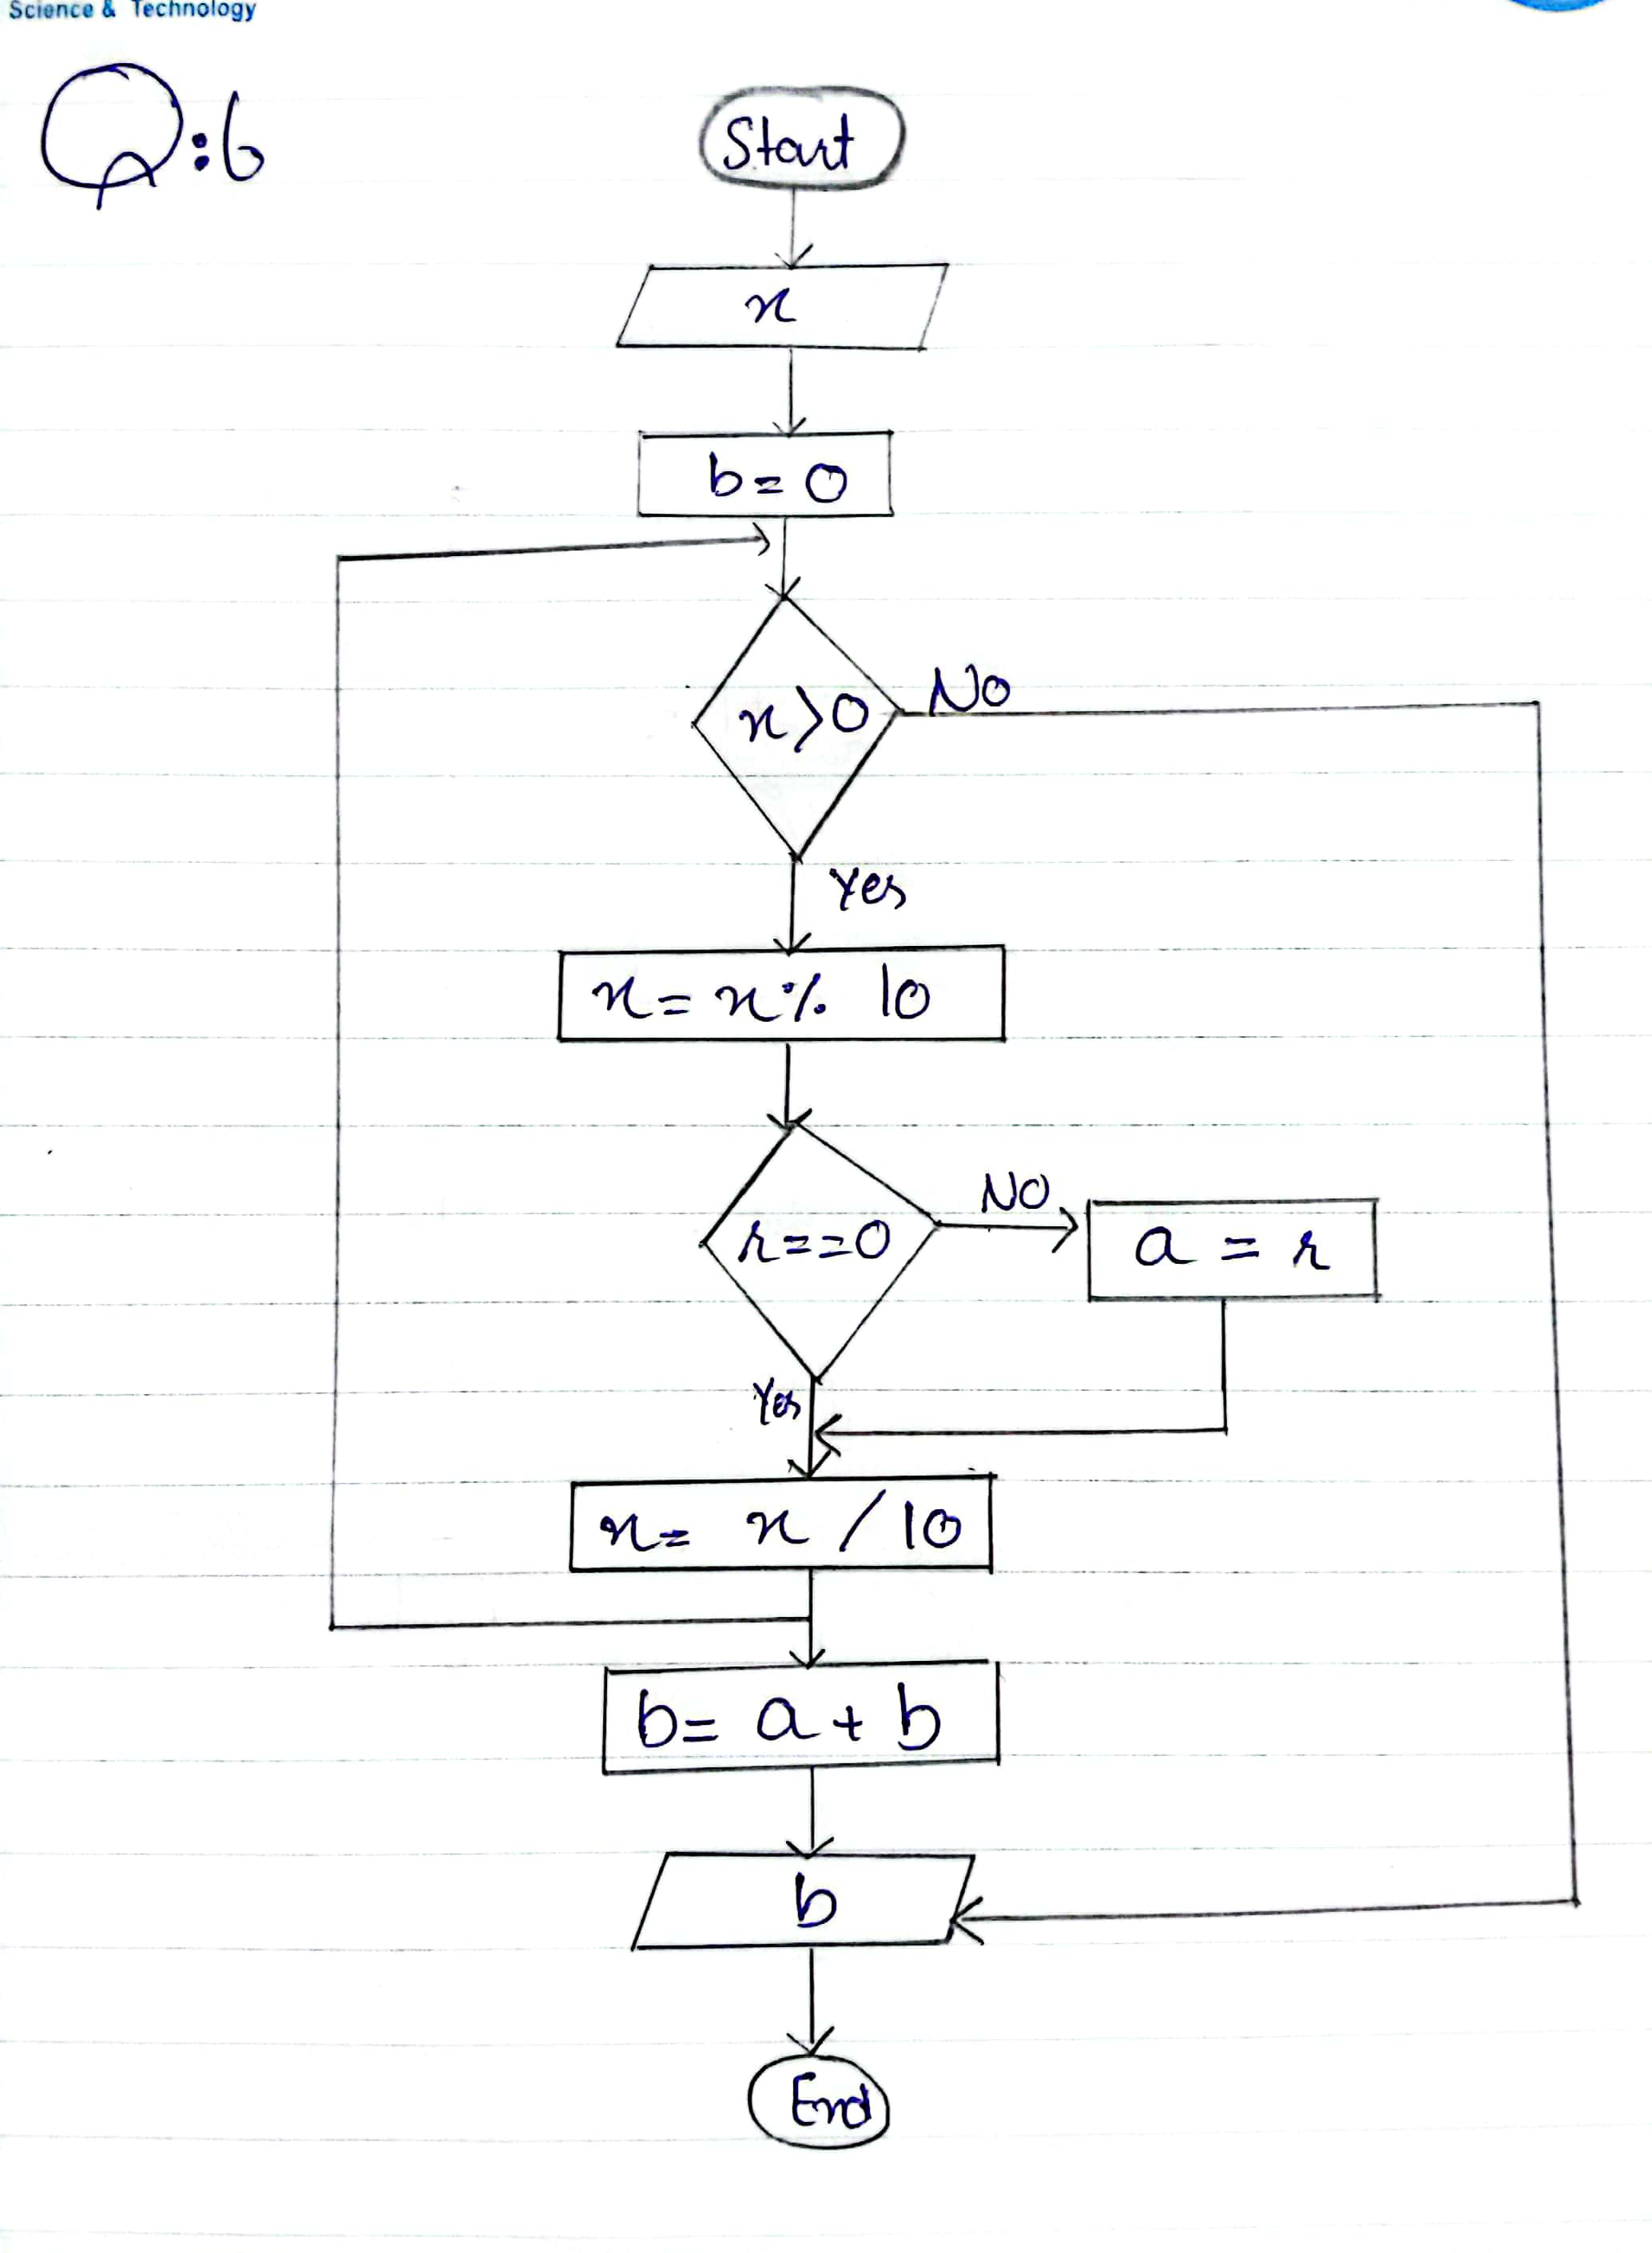 Science & Technology
Q:6
Start
x
b=0
x>0
No
Yes
x=x% 10
r==0
NO
a = r
Yes
x= x /10
b= a + b
b
End